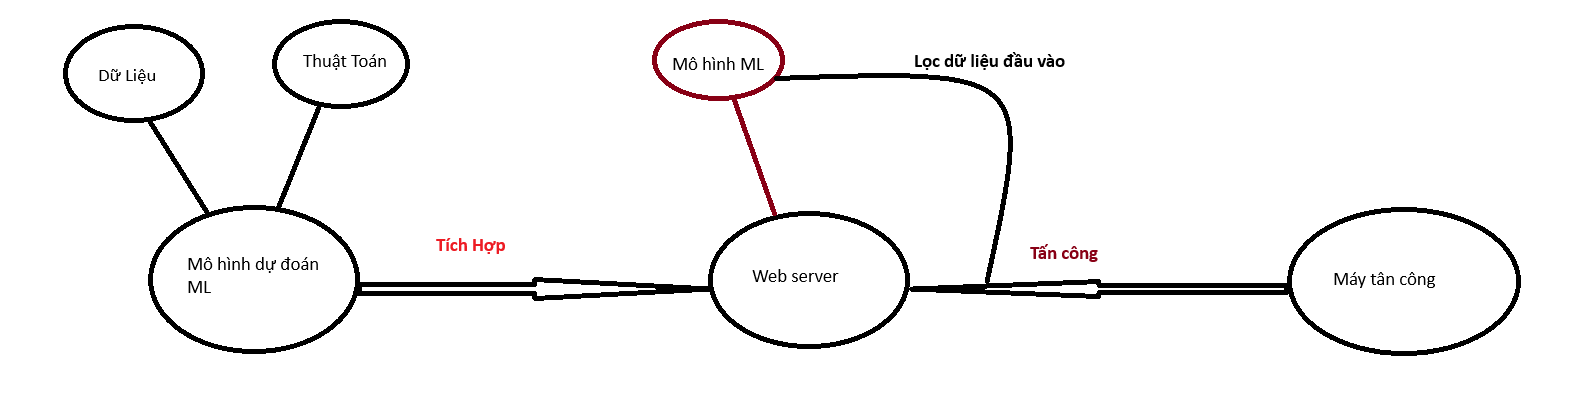 Dữ Liệu
Thuật Toán
Mô hình ML
Lọc dữ liệu đầu vào
Tích Hợp
Tấn công
Mô hình dự đoán
ML
Web server
Máy tân công